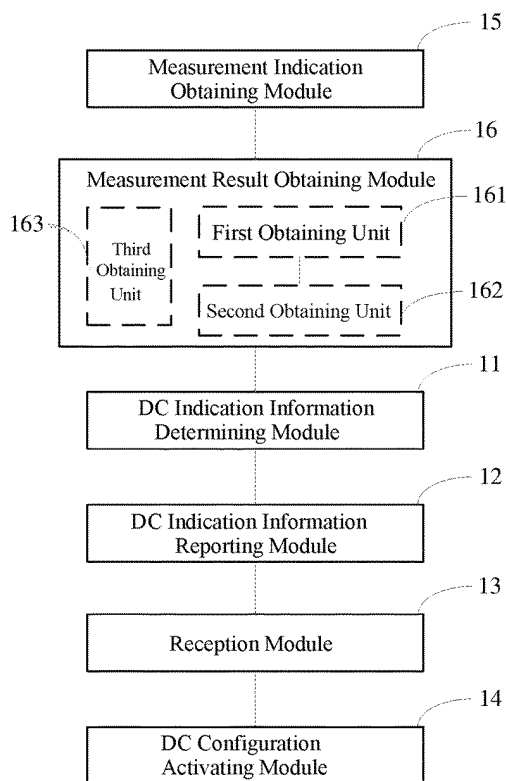 15
Measurement Indication
Obtaining Module
16
Measurement Result Obtaining Module
161
163
First Obtaining Unit
Third
Obtaining
Unit
162
Second Obtaining Unit
11
DC Indication Information
Determining Module
12
DC Indication Information
Reporting Module
13
Reception Module
14
DC Configuration
Activating Module